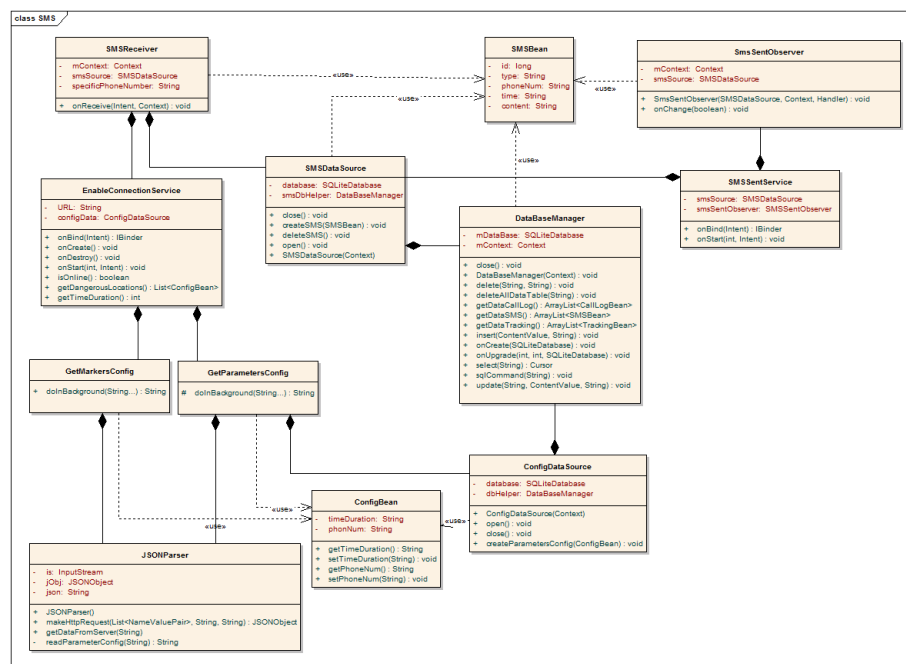 class SMS
SMSReceiver
- mContext: Context
- smsSource: SMSDataSource
- specificPhoneNumber: String
+ onReceive(Intent, Context) : void
SMSBean
- id: long
- type: String
- phoneNum: String
- time: String
- content: String
SmsSentObserver
- mContext: Context
- smsSource: SMSDataSource
+ SmsSentObserver(SMSDataSource, Context, Handler) : void
+ onChange(boolean) : void
«use»
«use»
«use»
«use»
EnableConnectionService
- URL: String
- configData: ConfigDataSource
+ onBind(Intent) : IBinder
+ onCreate() : void
+ onDestroy() : void
+ onStart(int, Intent) : void
+ isOnline() : boolean
+ getDangerousLocations() : List<ConfigBean>
+ getTimeDuration() : int
SMSDataSource
- database: SQLiteDatabase
- smsDbHelper: DataBaseManager
+ close() : void
+ createSMS(SMSBean) : void
+ deleteSMS() : void
+ open() : void
+ SMSDataSource(Context)
SMSSentService
- smsSource: SMSDataSource
- smsSentObserver: SMSSentObserver
+ onBind(Intent) : IBinder
+ onStart(int, Intent) : void
DataBaseManager
- mDataBase: SQLiteDatabase
- mContext: Context
+ close() : void
+ DataBaseManager(Context) : void
+ delete(String, String) : void
+ deleteAllDataTable(String) : void
+ getDataCallLog() : ArrayList<CallLogBean>
+ getDataSMS() : ArrayList<SMSBean>
+ getDataTracking() : ArrayList<TrackingBean>
+ insert(ContentValue, String) : void
+ onCreate(SQLiteDatabase) : void
+ onUpgrade(int, int, SQLiteDatabase) : void
+ select(String) : Cursor
+ sqlCommand(String) : void
+ update(String, ContentValue, String) : void
GetMarkersConfig
+ doInBackground(String...) : String
GetParametersConfig
# doInBackground(String...) : String
ConfigDataSource
- database: SQLiteDatabase
- dbHelper: DataBaseManager
+ ConfigDataSource(Context)
+ open() : void
+ close() : void
+ createParametersConfig(ConfigBean) : void
ConfigBean
- timeDuration: String
- phonNum: String
+ getTimeDuration() : String
+ setTimeDuration(String) : void
+ getPhoneNum() : String
+ setPhoneNum(String) : void
«use»
«use»
«use»
JSONParser
- is: InputStream
- jObj: JSONObject
- json: String
+ JSONParser()
+ makeHttpRequest(List<NameValuePair>, String, String) : JSONObject
+ getDataFromServer(String)
- readParameterConfig(String) : String